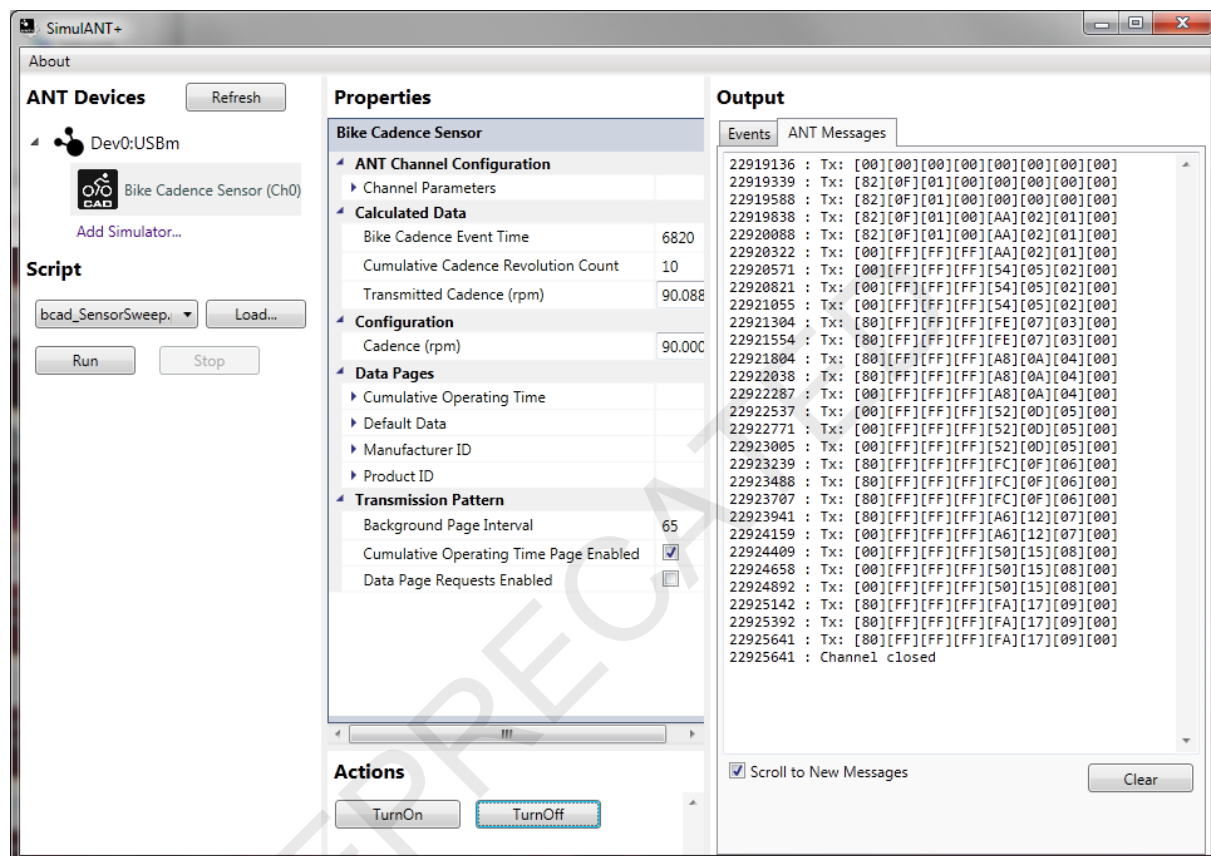 SimulANT+
About
ANT Devices
Refresh
Dev0:USBm
CAD
Bike Cadence Sensor (Ch0)
Add Simulator...
Script
bcad_SensorSweep.
Load...
Run
Stop
Properties
Bike Cadence Sensor
ANT Channel Configuration
Channel Parameters
Calculated Data
Bike Cadence Event Time 6820
Cumulative Cadence Revolution Count 10
Transmitted Cadence (rpm) 90.088
Configuration
Cadence (rpm) 90.000
Data Pages
Cumulative Operating Time
Default Data
Manufacturer ID
Product ID
Transmission Pattern
Background Page Interval 65
Cumulative Operating Time Page Enabled
Data Page Requests Enabled
Actions
TurnOn
TurnOff
Output
Events
ANT Messages
22919136 : Tx: [00][00][00][00][00][00][00][00]
22919339 : Tx: [82][0F][01][00][00][00][00][00]
22919588 : Tx: [82][0F][01][00][00][00][00][00]
22919838 : Tx: [82][0F][01][00][AA][02][01][00]
22920088 : Tx: [82][0F][01][00][AA][02][01][00]
22920322 : Tx: [00][FF][FF][FF][AA][02][01][00]
22920571 : Tx: [00][FF][FF][FF][54][05][02][00]
22920821 : Tx: [00][FF][FF][FF][54][05][02][00]
22921055 : Tx: [00][FF][FF][FF][54][05][02][00]
22921304 : Tx: [80][FF][FF][FF][FE][07][03][00]
22921554 : Tx: [80][FF][FF][FF][FE][07][03][00]
22921804 : Tx: [80][FF][FF][FF][A8][0A][04][00]
22922038 : Tx: [80][FF][FF][FF][A8][0A][04][00]
22922287 : Tx: [00][FF][FF][FF][A8][0A][04][00]
22922537 : Tx: [00][FF][FF][FF][52][0D][05][00]
22922771 : Tx: [00][FF][FF][FF][52][0D][05][00]
22923005 : Tx: [00][FF][FF][FF][52][0D][05][00]
22923239 : Tx: [80][FF][FF][FF][FC][0F][06][00]
22923488 : Tx: [80][FF][FF][FF][FC][0F][06][00]
22923707 : Tx: [80][FF][FF][FF][FC][0F][06][00]
22923941 : Tx: [80][FF][FF][FF][A6][12][07][00]
22924159 : Tx: [00][FF][FF][FF][A6][12][07][00]
22924409 : Tx: [00][FF][FF][FF][50][15][08][00]
22924658 : Tx: [00][FF][FF][FF][50][15][08][00]
22924892 : Tx: [00][FF][FF][FF][50][15][08][00]
22925142 : Tx: [80][FF][FF][FF][FA][17][09][00]
22925392 : Tx: [80][FF][FF][FF][FA][17][09][00]
22925641 : Tx: [80][FF][FF][FF][FA][17][09][00]
22925641 : Channel closed
Scroll to New Messages
Clear
EPRECATED